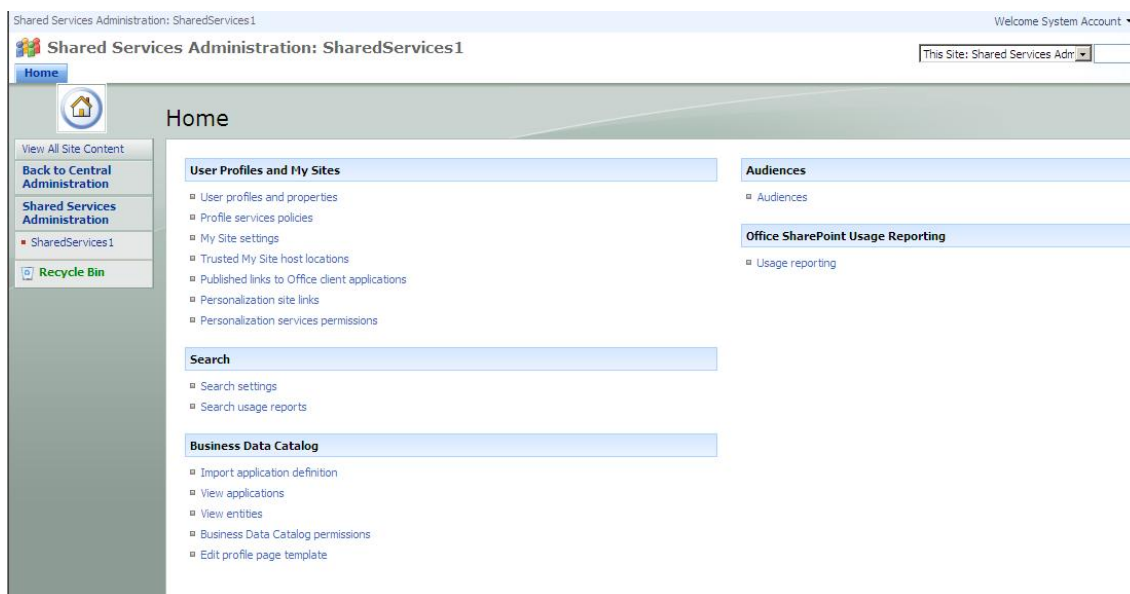 Shared Services Administration: SharedServices1
Welcome System Account
Shared Services Administration: SharedServices1
This Site: Shared Services Adm
Home
Home
View All Site Content
Back to Central
Administration
Shared Services
Administration
SharedServices1
Recycle Bin
User Profiles and My Sites
User profiles and properties
Profile services policies
My Site settings
Trusted My Site host locations
Published links to Office client applications
Personalization site links
Personalization services permissions
Search
Search settings
Search usage reports
Business Data Catalog
Import application definition
View applications
View entities
Business Data Catalog permissions
Edit profile page template
Audiences
Audiences
Office SharePoint Usage Reporting
Usage reporting